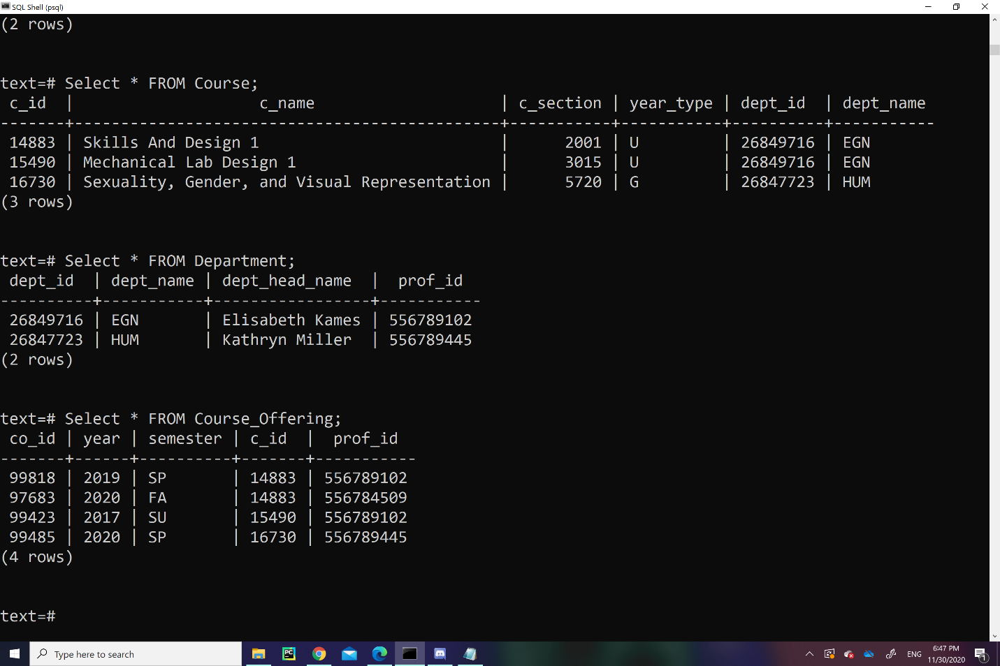 SQL Shell (psql)
(2 rows)
text=# Select * FROM Course;
c_id | c_name | c_section | year_type | dept_id | dept_name
-------+----------------------------------------------+-----------+-----------+----------+-----------
14883 | Skills And Design 1 | 2001 | U | 26849716 | EGN
15490 | Mechanical Lab Design 1 | 3015 | U | 26849716 | EGN
16730 | Sexuality, Gender, and Visual Representation | 5720 | G | 26847723 | HUM
(3 rows)
text=# Select * FROM Department;
dept_id | dept_name | dept_head_name | prof_id
----------+-----------+-----------------+-----------
26849716 | EGN | Elisabeth Kames | 556789102
26847723 | HUM | Kathryn Miller | 556789445
(2 rows)
text=# Select * FROM Course_Offering;
co_id | year | semester | c_id | prof_id
-------+------+----------+-------+-----------
99818 | 2019 | SP | 14883 | 556789102
97683 | 2020 | FA | 14883 | 556784509
99423 | 2017 | SU | 15490 | 556789102
99485 | 2020 | SP | 16730 | 556789445
(4 rows)
text=#
Type here to search
PC
ENG
6:47 PM
11/30/2020
1